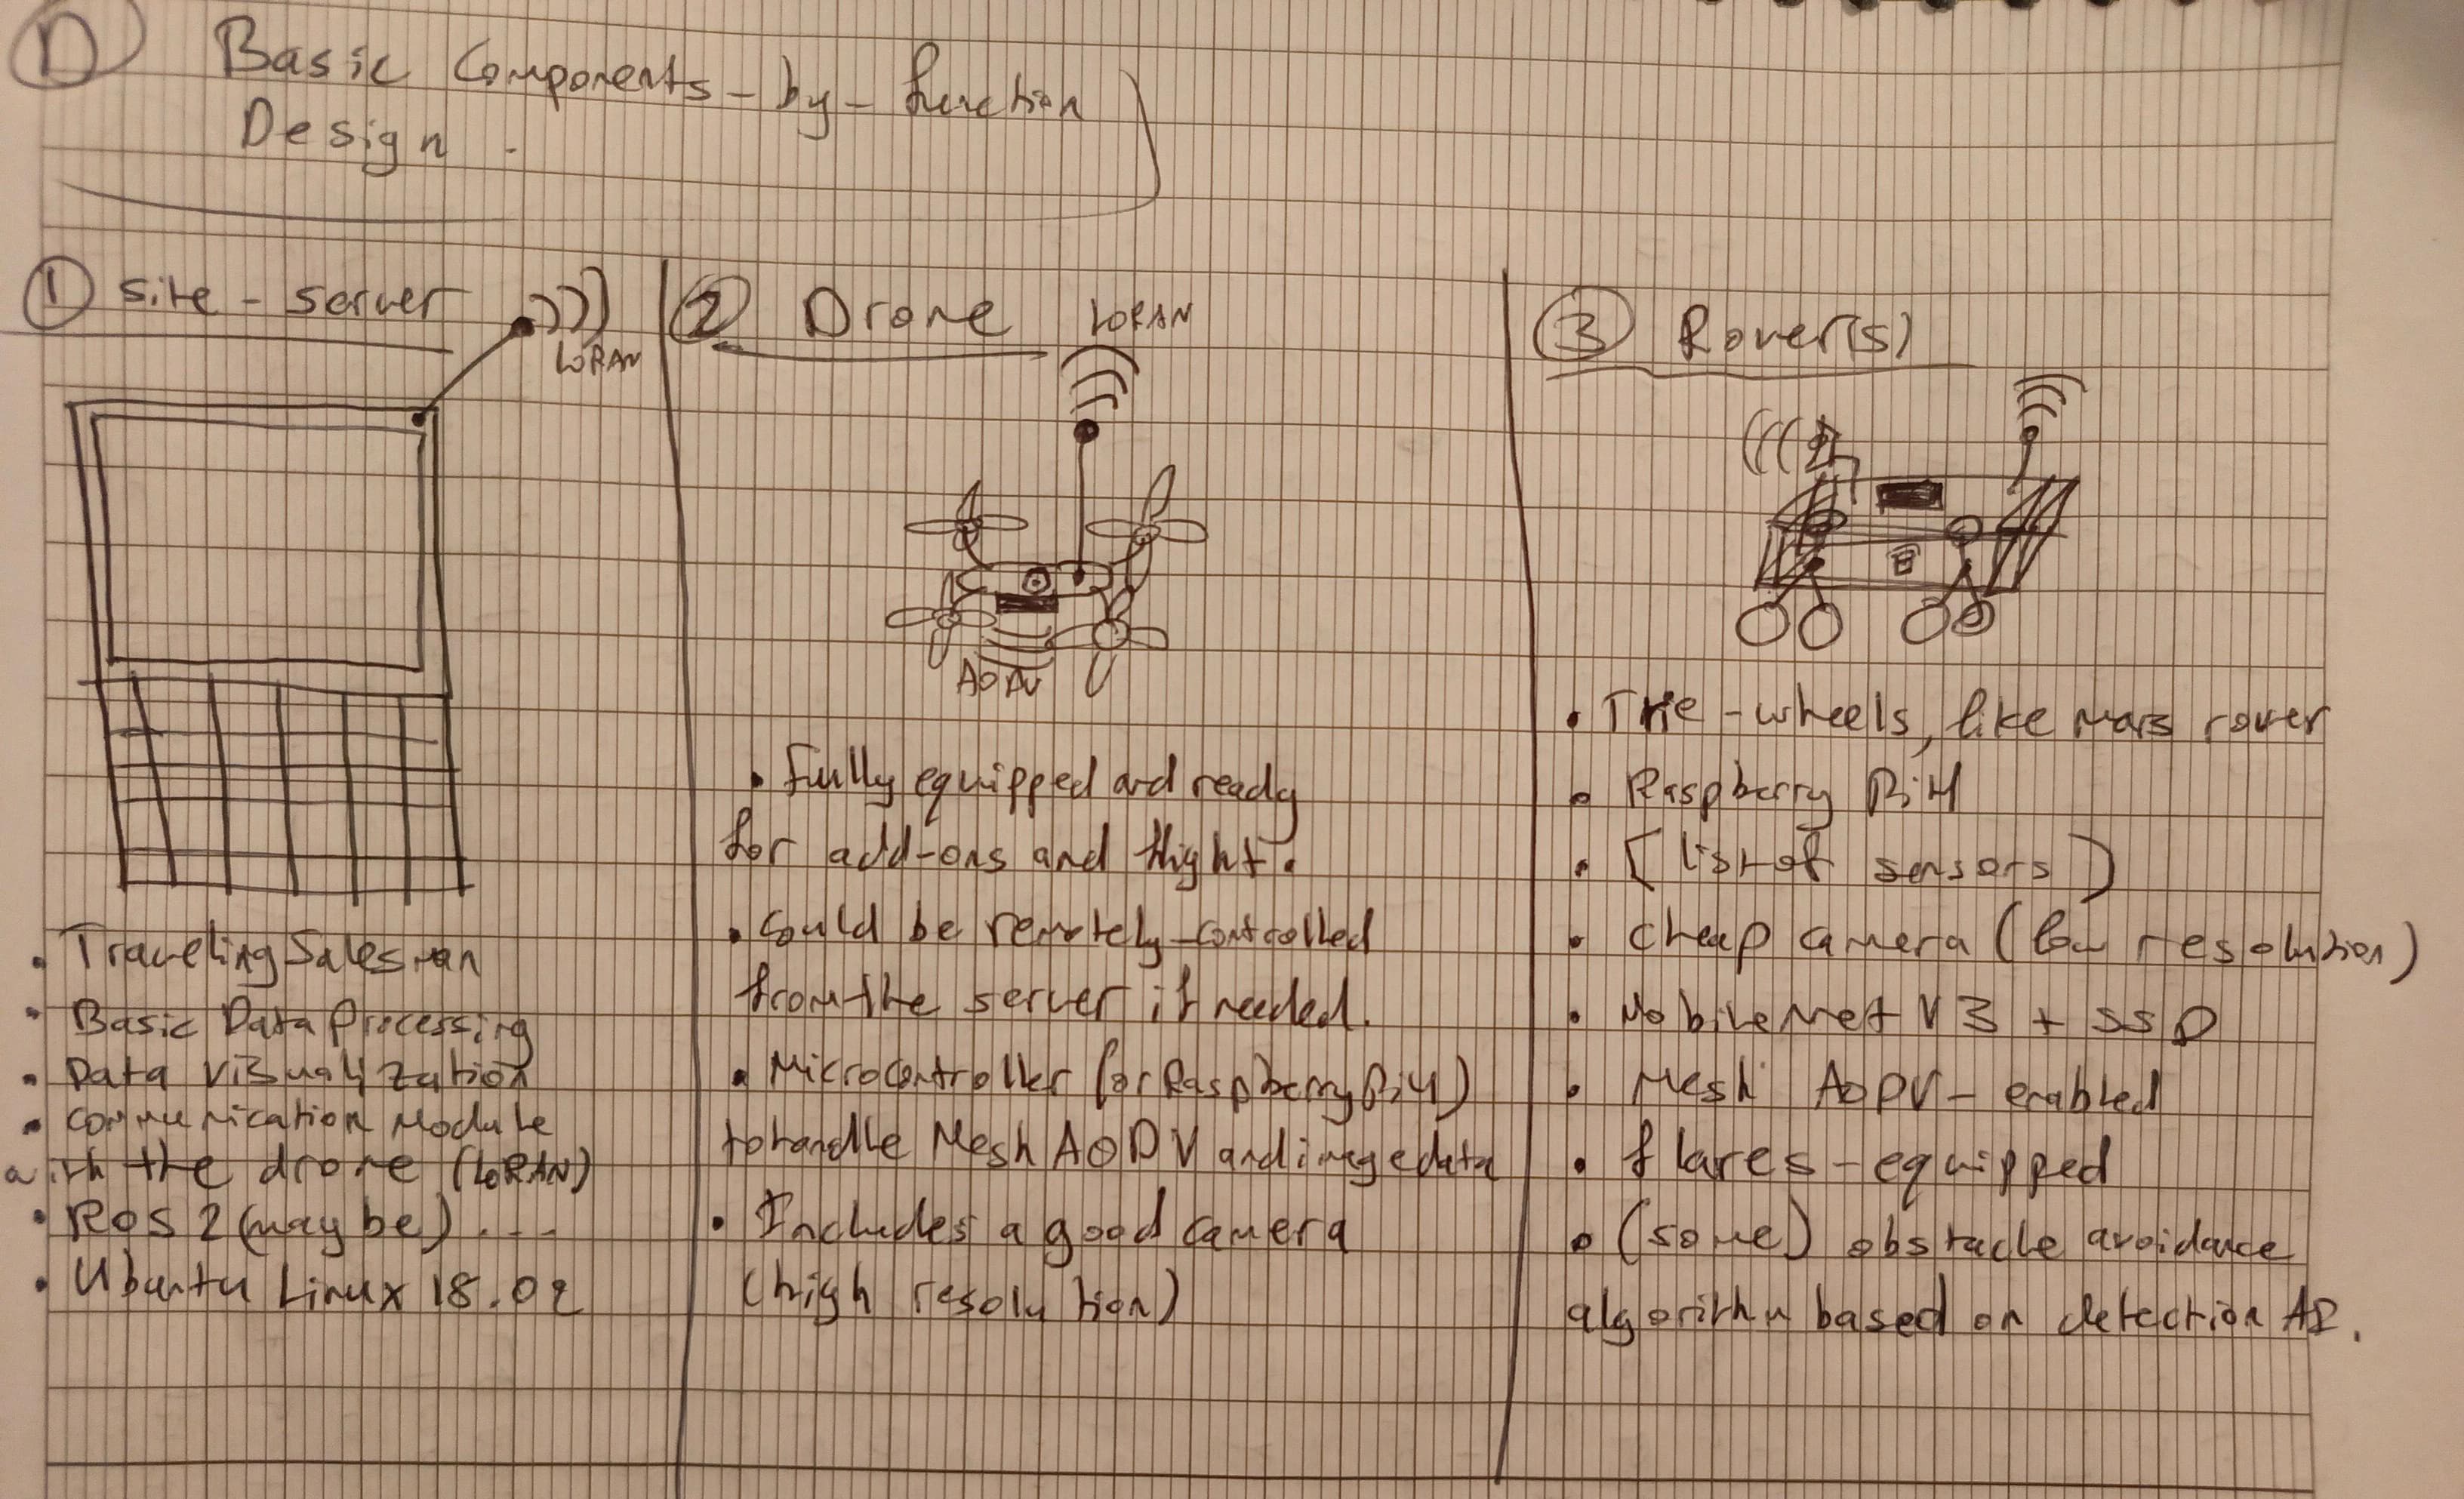 D Basic Components-by-function
Design.
① site-server
LORAN
• Traveling Salesman
• Basic Data Processing
• Data visualization
• communication Module
with the drone (LORAN)
• ROS 2 (maybe) ...
• Ubuntu Linux 18.02
② Drone LORAN
AODV
• Fully equipped and ready
for add-ons and flight.
• Could be remotely-controlled
from the server if needed.
• Microcontroller (or Raspberry Pi 4)
to handle Mesh AODV and image data
• Includes a good camera
(high resolution)
③ Rover(s)
• Trie-wheels, like mars rover
• Raspberry Pi 4
• [list of sensors]
• cheap camera (low resolution)
• MobileNet V3 + SSD
• Mesh AODV-enabled
• flares-equipped
• (some) obstacle avoidance
algorithm based on detection AI.